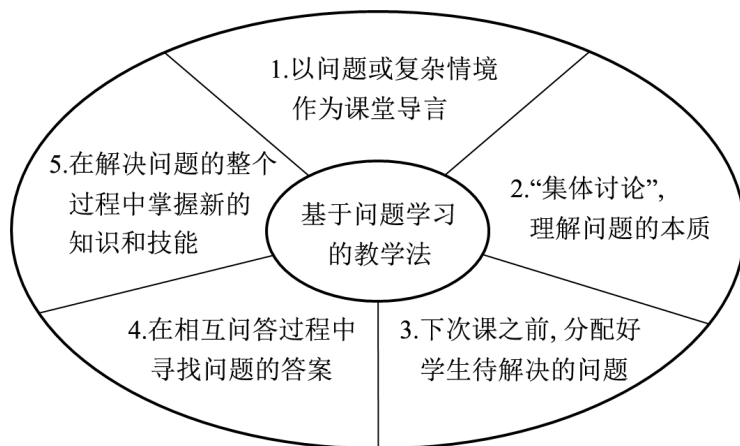 1.以问题或复杂情境
作为课堂导言
2.“集体讨论”,
理解问题的本质
3.下次课之前, 分配好
学生待解决的问题
4.在相互问答过程中
寻找问题的答案
5.在解决问题的整个
过程中掌握新的
知识和技能
基于问题学习
的教学法